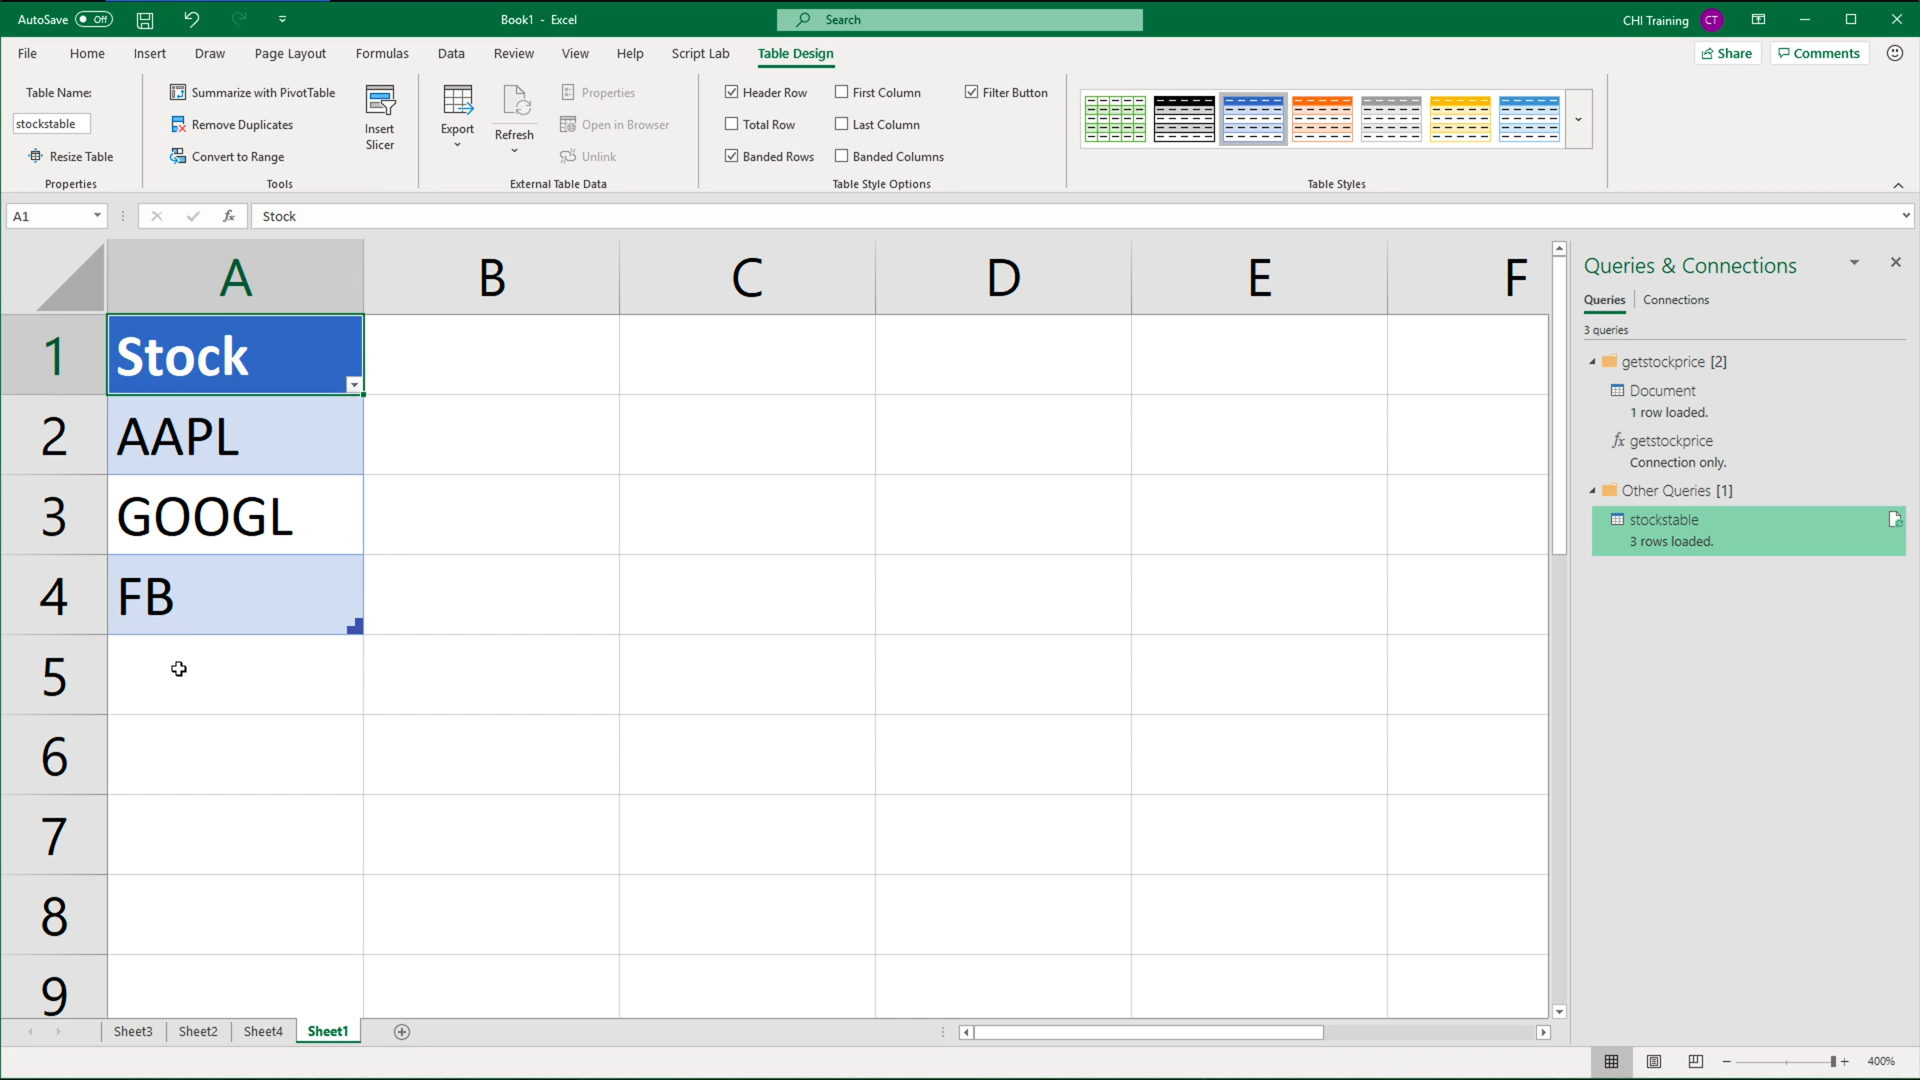 AutoSave Off
Book1 - Excel
Search
CHI Training CT
File Home Insert Draw Page Layout Formulas Data Review View Help Script Lab Table Design
Share Comments
Table Name:
stockstable
Resize Table
Properties
Summarize with PivotTable
Remove Duplicates
Convert to Range
Insert
Slicer
Tools
Export
Refresh
Properties
Open in Browser
Unlink
External Table Data
Header Row
Total Row
Banded Rows
First Column
Last Column
Banded Columns
Filter Button
Table Style Options
Table Styles
A1 fx Stock
A B C D E F
1 Stock
2 AAPL
3 GOOGL
4 FB
5
6
7
8
9
Queries & Connections
Queries Connections
3 queries
getstockprice [2]
Document
1 row loaded.
fx getstockprice
Connection only.
Other Queries [1]
stockstable
3 rows loaded.
Sheet3 Sheet2 Sheet4 Sheet1
400%